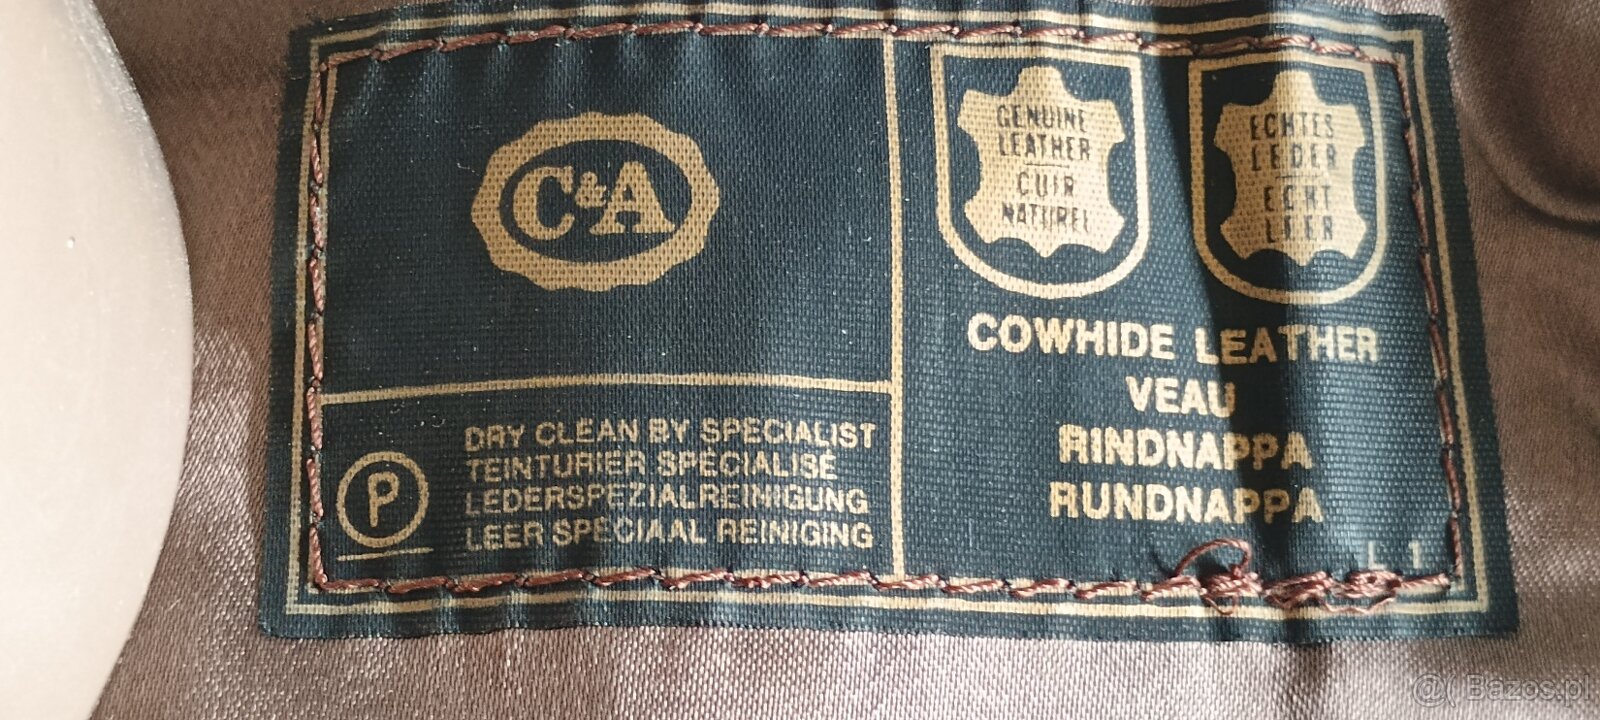 C&A
P
DRY CLEAN BY SPECIALIST
TEINTURIER SPÉCIALISÉ
LEDERSPEZIALREINIGUNG
LEER SPECIAAL REINIGING
GENUINE
LEATHER
CUIR
NATUREL
ECHTES
LEDER
ECHT
LEER
COWHIDE LEATHER
VEAU
RINDNAPPA
RUNDNAPPA
L 1
@( Bazos.pl